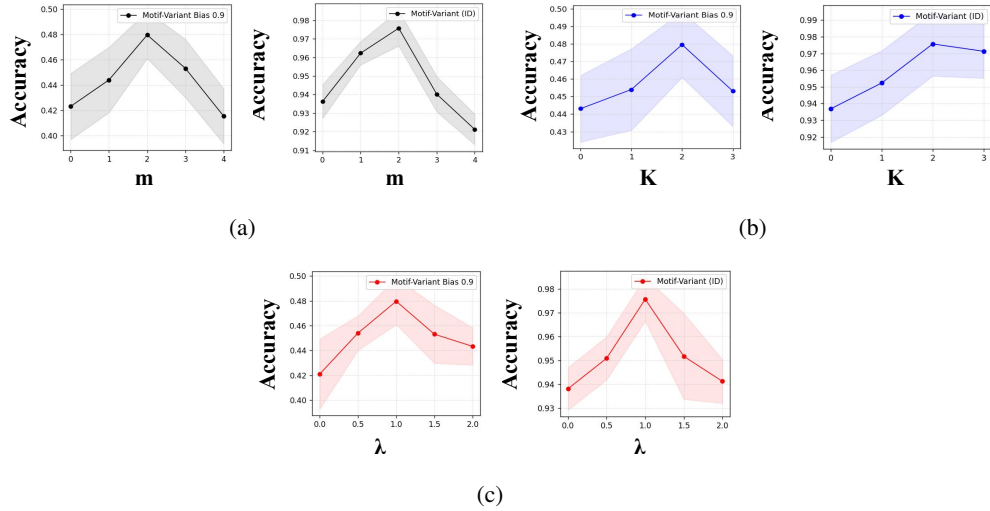 Accuracy
0.50
0.48
0.46
0.44
0.42
0.40
Motif-Variant Bias 0.9
0 1 2 3 4
m
Accuracy
0.98
0.97
0.96
0.95
0.94
0.93
0.92
0.91
Motif-Variant (ID)
0 1 2 3 4
m
(a)
Accuracy
0.50
0.49
0.48
0.47
0.46
0.45
0.44
0.43
Motif-Variant Bias 0.9
0 1 2 3
K
Accuracy
0.99
0.98
0.97
0.96
0.95
0.94
0.93
0.92
Motif-Variant (ID)
0 1 2 3
K
(b)
Accuracy
0.50
0.48
0.46
0.44
0.42
0.40
Motif-Variant Bias 0.9
0.0 0.5 1.0 1.5 2.0
λ
Accuracy
0.98
0.97
0.96
0.95
0.94
0.93
Motif-Variant (ID)
0.0 0.5 1.0 1.5 2.0
λ
(c)